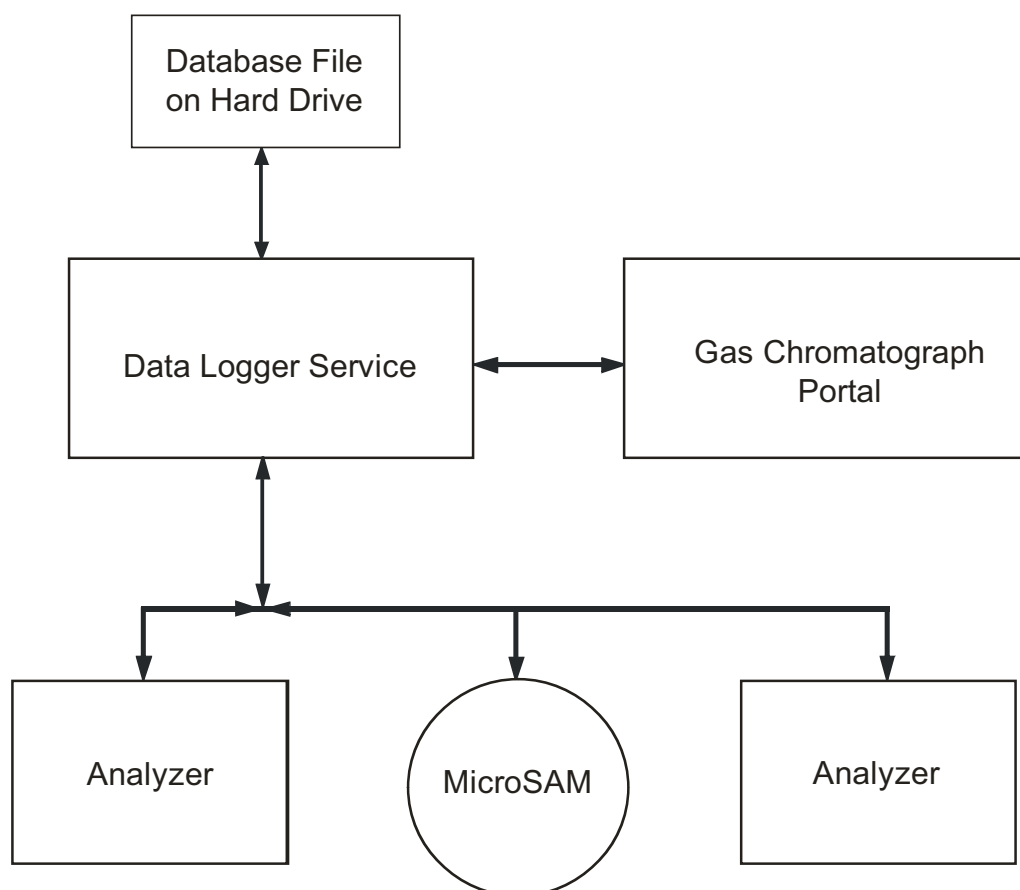 Database File
on Hard Drive
Data Logger Service
Gas Chromatograph
Portal
Analyzer
MicroSAM
Analyzer